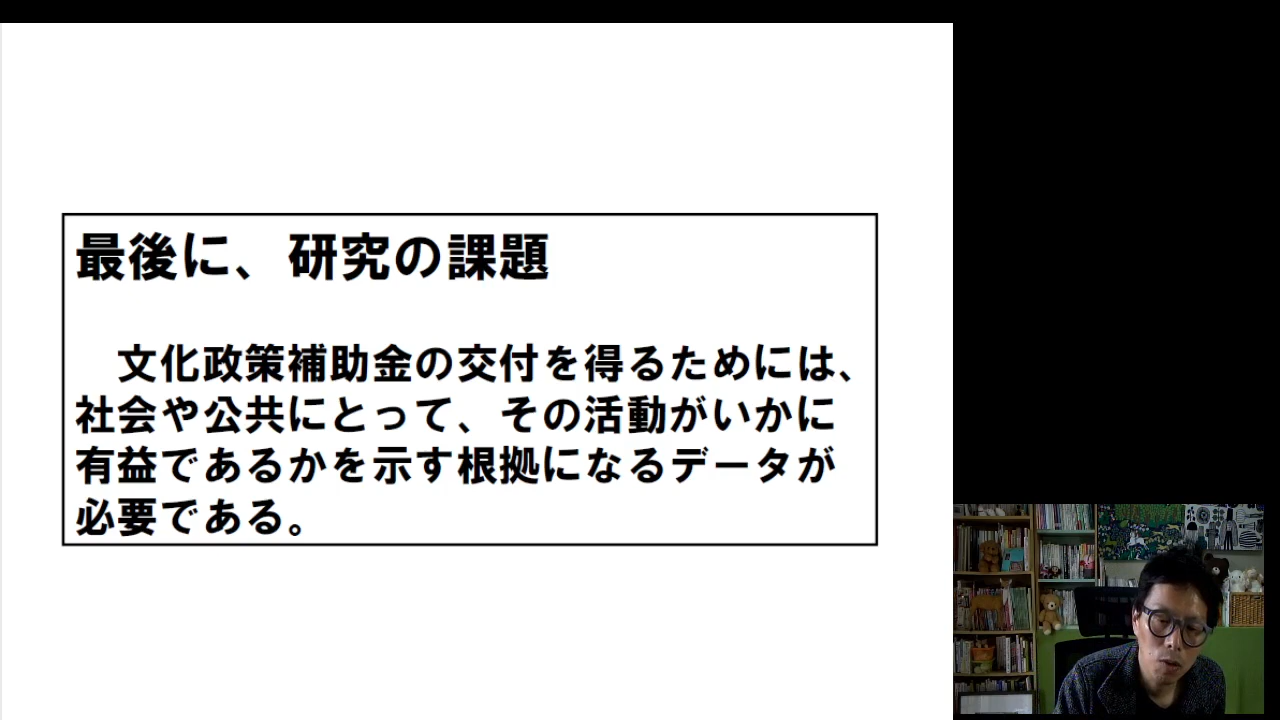 最後に、研究の課題
文化政策補助金の交付を得るためには、
社会や公共にとって、その活動がいかに
有益であるかを示す根拠になるデータが
必要である。